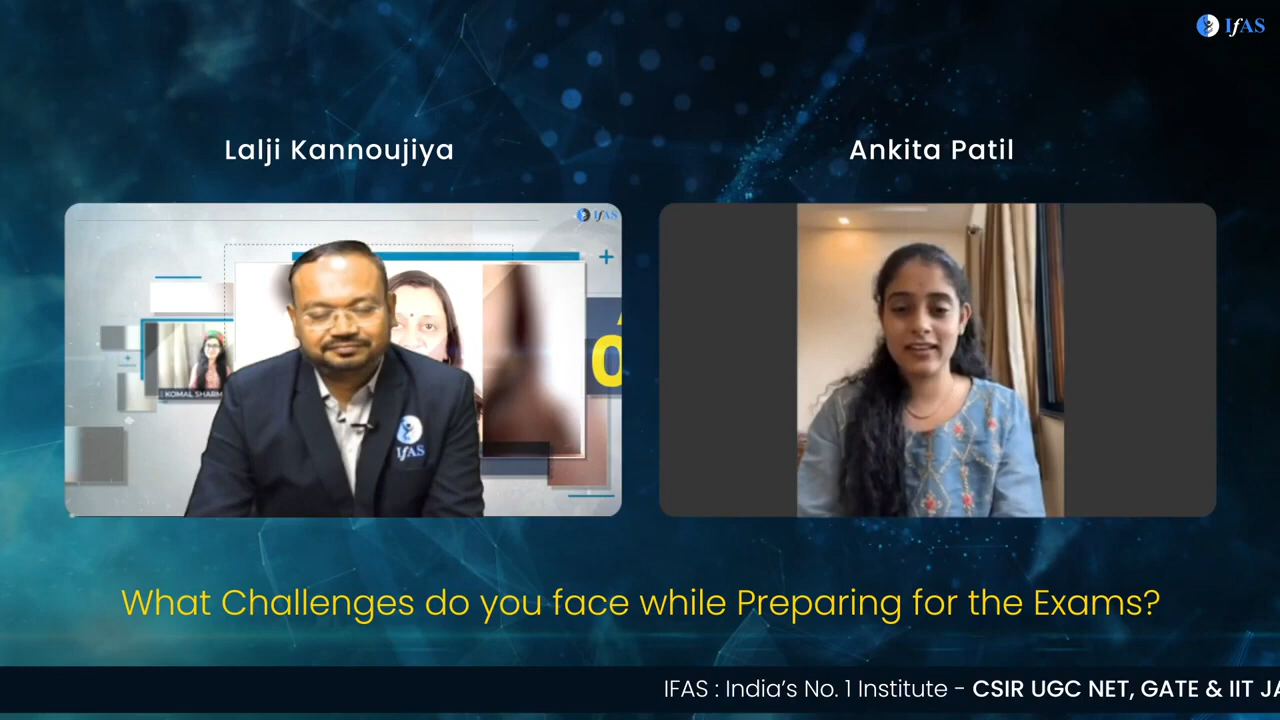 IfAS
Lalji Kannoujiya
Ankita Patil
IfAS
KOMAL SHARM
IfAS
What Challenges do you face while Preparing for the Exams?
IFAS : India’s No. 1 Institute - CSIR UGC NET, GATE & IIT JA